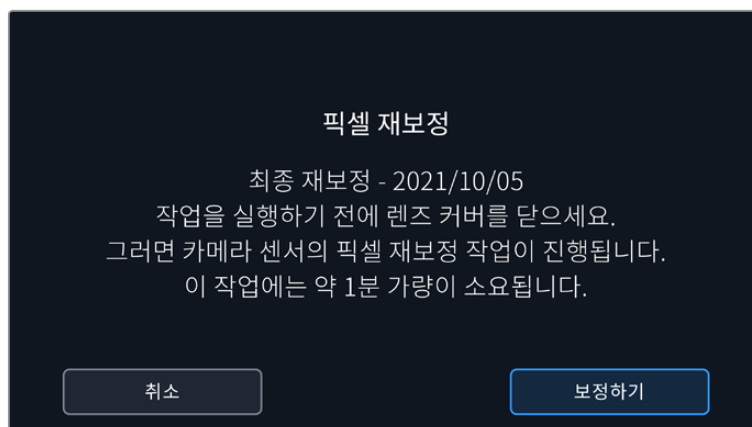 픽셀 재보정
최종 재보정 - 2021/10/05
작업을 실행하기 전에 렌즈 커버를 닫으세요.
그러면 카메라 센서의 픽셀 재보정 작업이 진행됩니다.
이 작업에는 약 1분 가량이 소요됩니다.
취소
보정하기